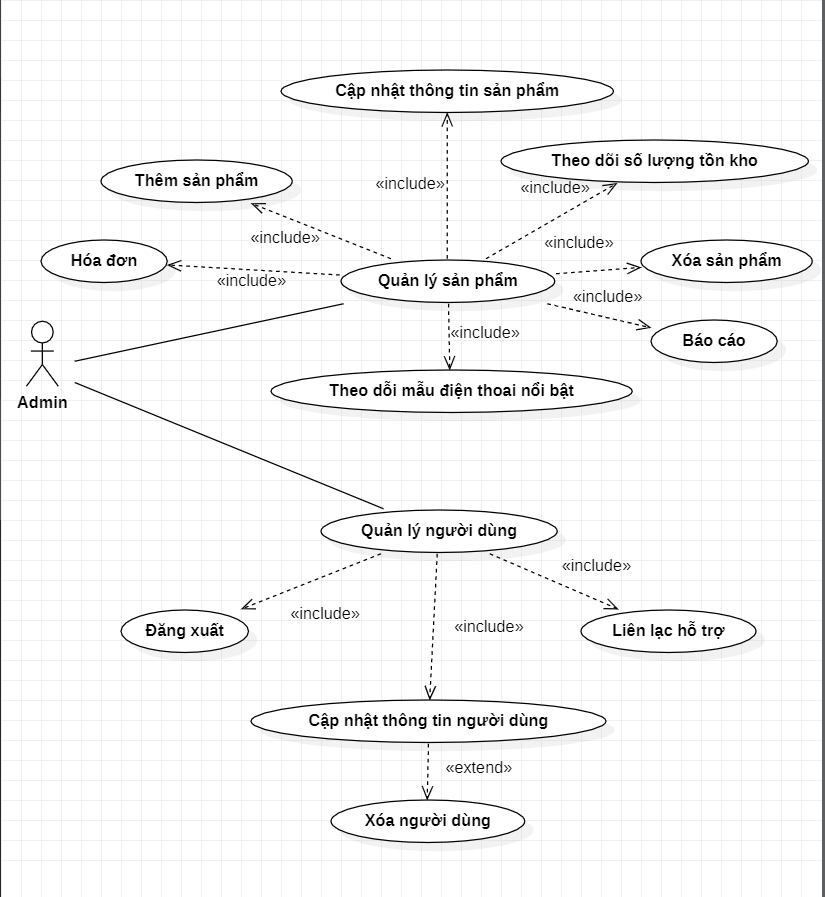 Cập nhật thông tin sản phẩm
Theo dõi số lượng tồn kho
Thêm sản phẩm
«include»
«include»
«include»
«include»
Hóa đơn
Xóa sản phẩm
«include»
Quản lý sản phẩm
«include»
«include»
Báo cáo
Theo dỗi mẫu điện thoai nổi bật
Admin
Quản lý người dùng
«include»
«include»
«include»
Đăng xuất
Liên lạc hỗ trợ
Cập nhật thông tin người dùng
«extend»
Xóa người dùng